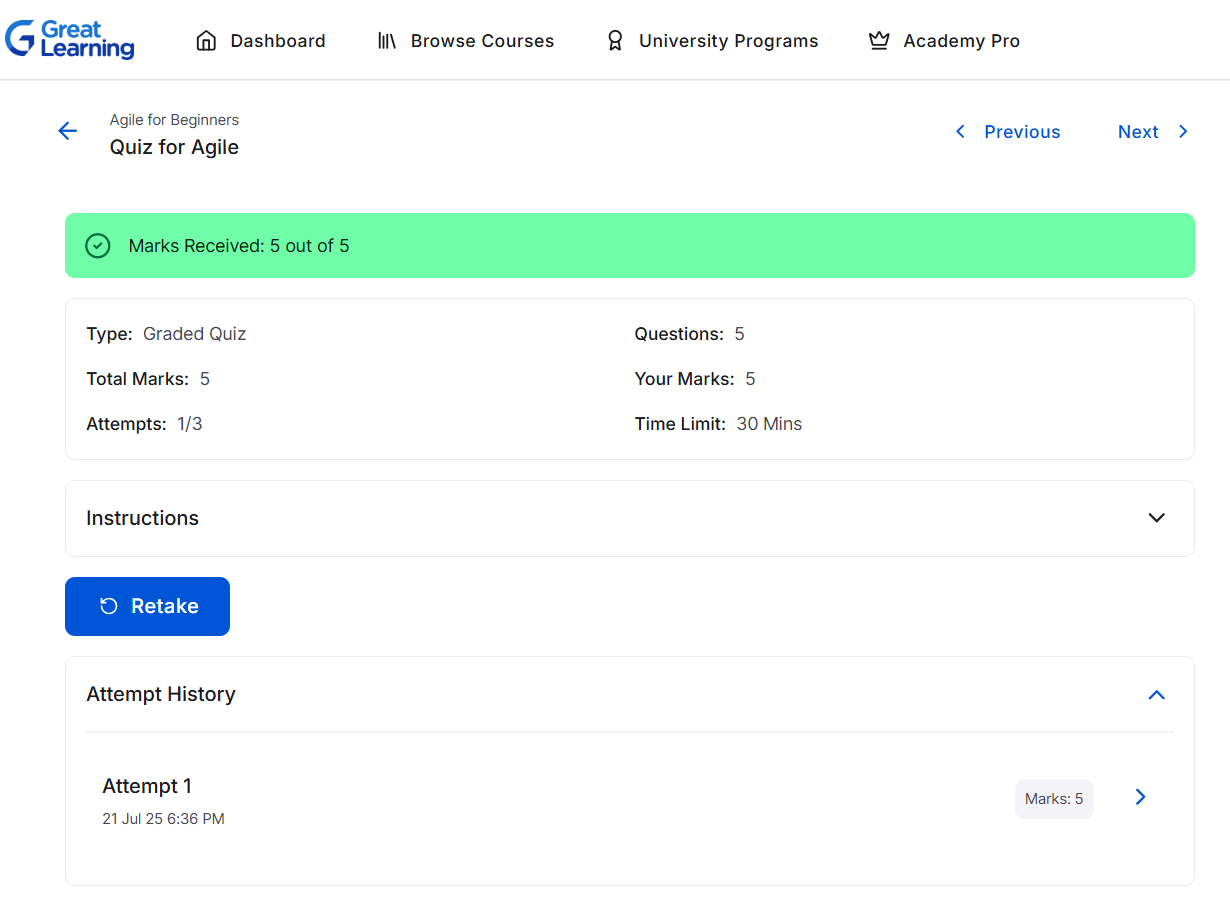 Great Learning
Dashboard
Browse Courses
University Programs
Academy Pro
Agile for Beginners
Quiz for Agile
Previous
Next
Marks Received: 5 out of 5
Type: Graded Quiz
Questions: 5
Total Marks: 5
Your Marks: 5
Attempts: 1/3
Time Limit: 30 Mins
Instructions
Retake
Attempt History
Attempt 1
21 Jul 25 6:36 PM
Marks: 5